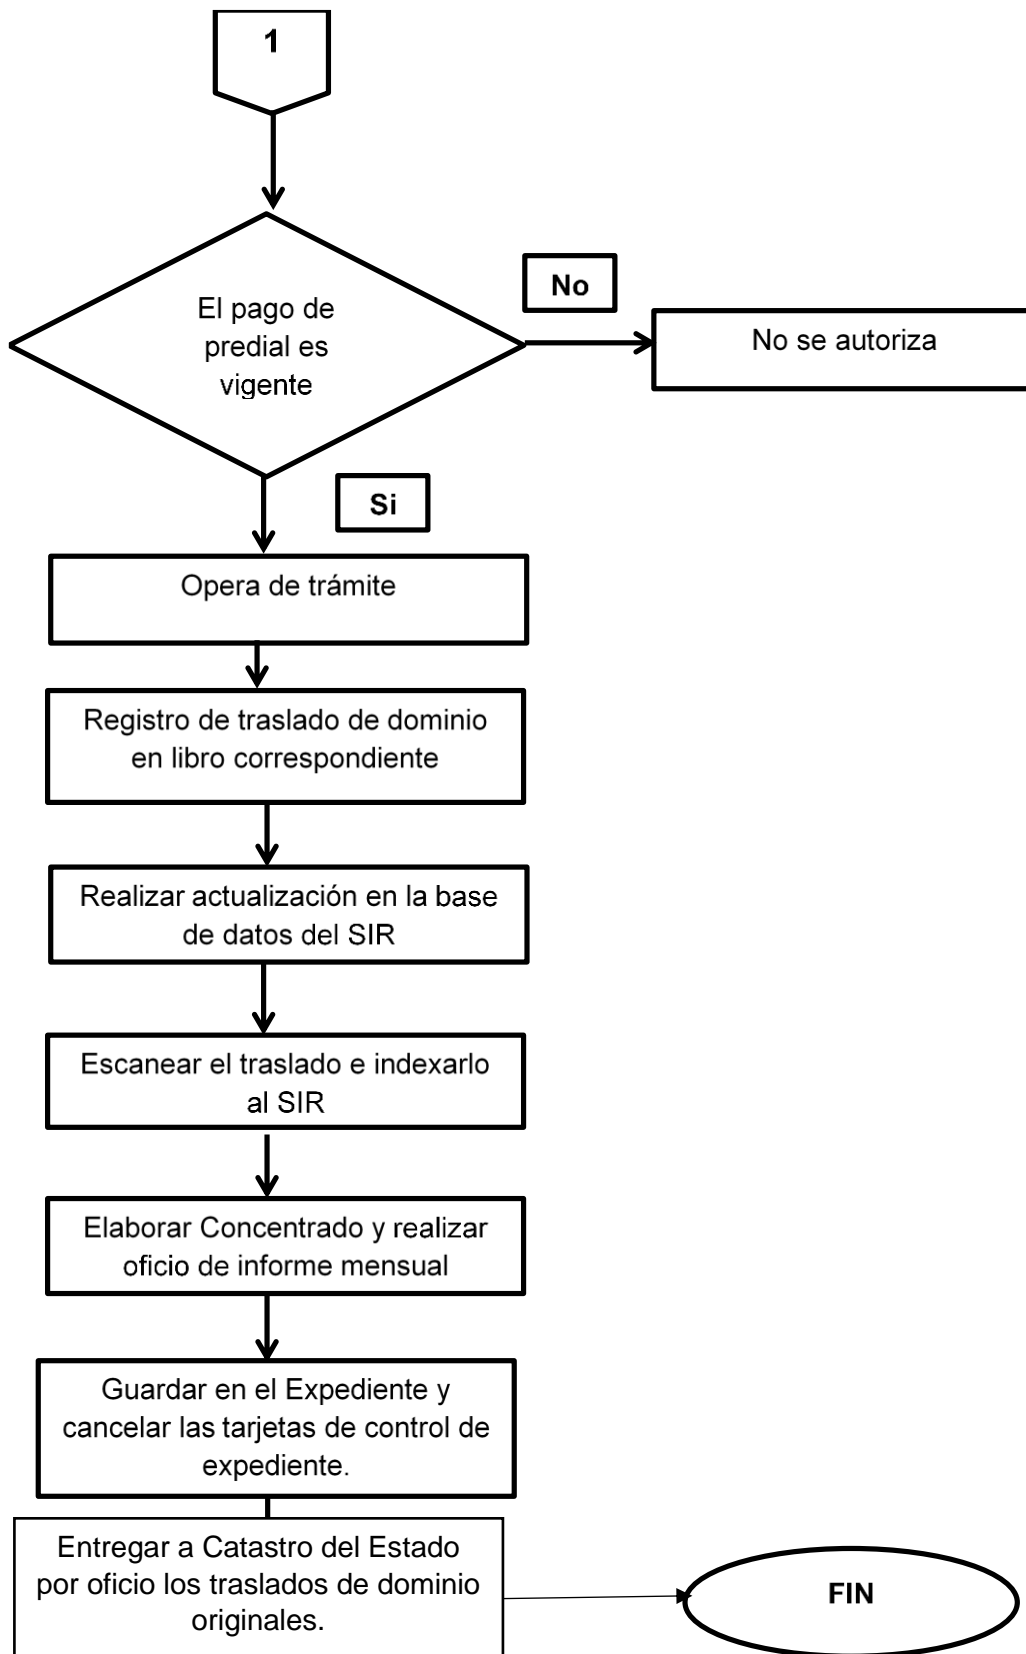 1
El pago de
predial es
vigente
No
No se autoriza
Si
Opera de trámite
Registro de traslado de dominio
en libro correspondiente
Realizar actualización en la base
de datos del SIR
Escanear el traslado e indexarlo
al SIR
Elaborar Concentrado y realizar
oficio de informe mensual
Guardar en el Expediente y
cancelar las tarjetas de control de
expediente.
Entregar a Catastro del Estado
por oficio los traslados de dominio
originales.
FIN